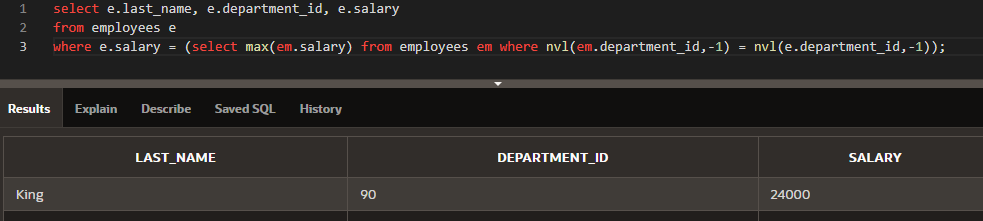 1 select e.last_name, e.department_id, e.salary
2 from employees e
3 where e.salary = (select max(em.salary) from employees em where nvl(em.department_id,-1) = nvl(e.department_id,-1));
Results Explain Describe Saved SQL History
LAST_NAME DEPARTMENT_ID SALARY
King 90 24000